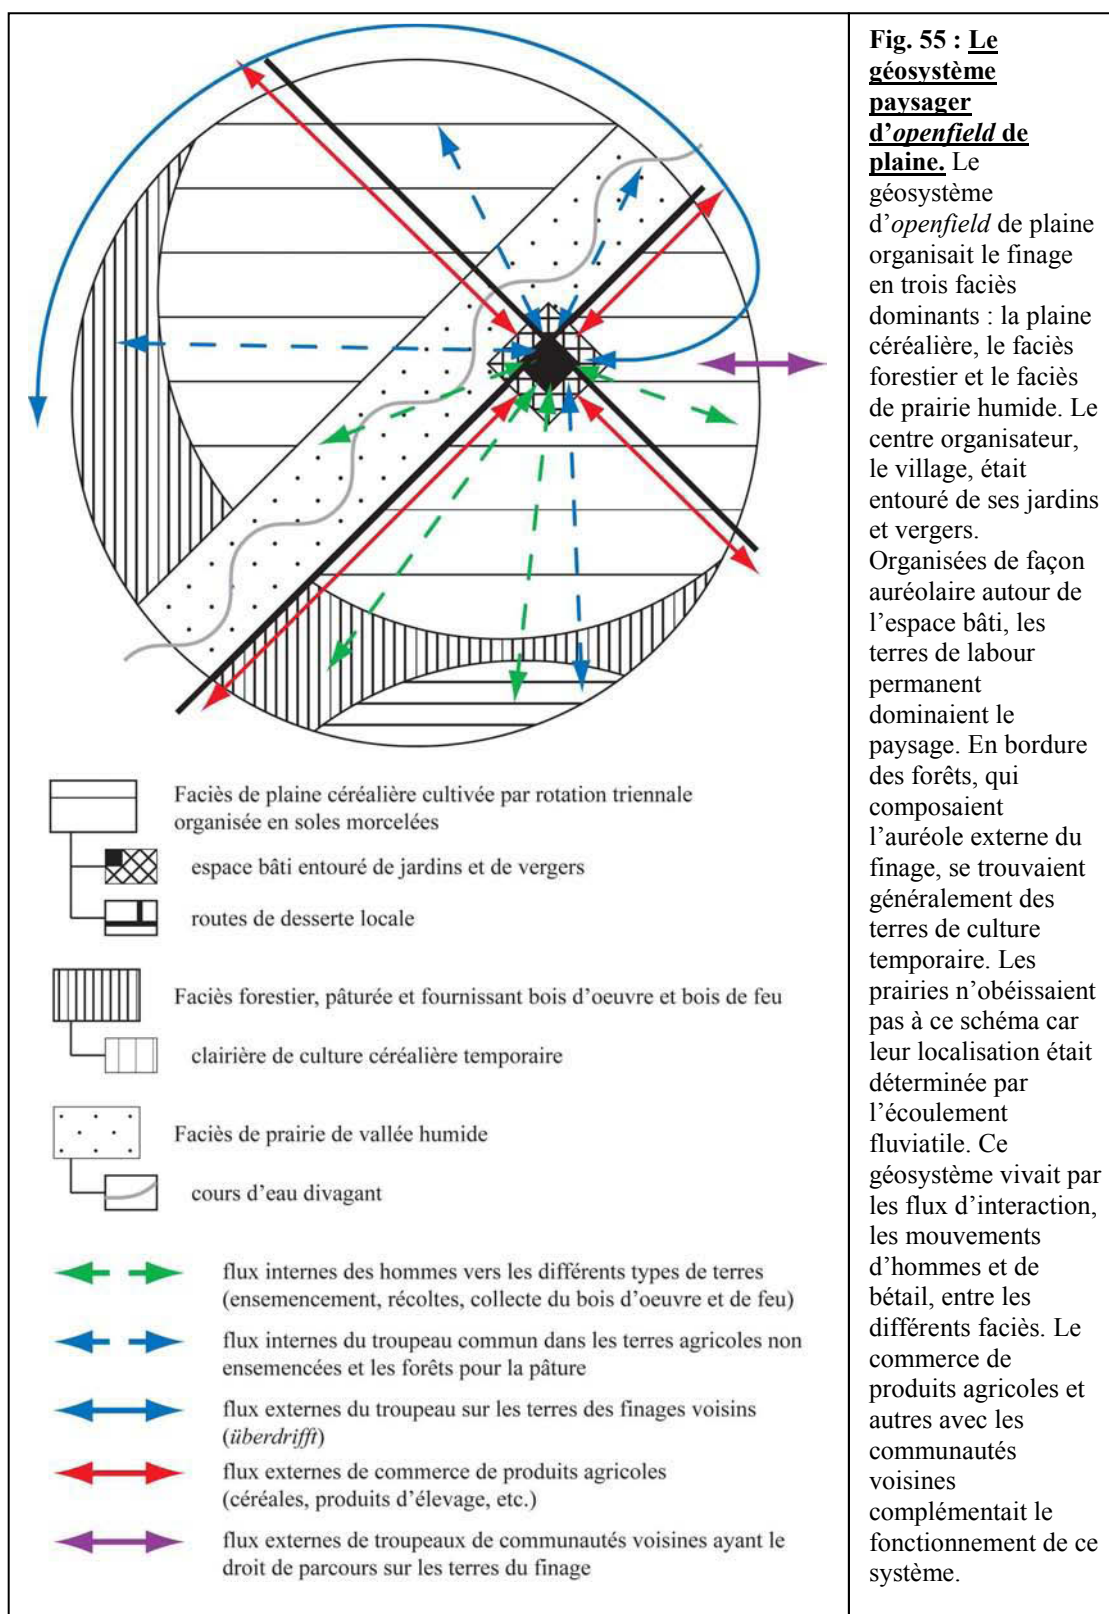 Fig. 55 : Le
géosystème
paysager
d’openfield de
plaine. Le
géosystème
d’openfield de plaine
organisait le finage
en trois faciès
dominants : la plaine
céréalière, le faciès
forestier et le faciès
de prairie humide. Le
centre organisateur,
le village, était
entouré de ses jardins
et vergers.
Organisées de façon
auréolaire autour de
l’espace bâti, les
terres de labour
permanent
dominaient le
paysage. En bordure
des forêts, qui
composaient
l’auréole externe du
finage, se trouvaient
généralement des
terres de culture
temporaire. Les
prairies n’obéissaient
pas à ce schéma car
leur localisation était
déterminée par
l’écoulement
fluviatile. Ce
géosystème vivait par
les flux d’interaction,
les mouvements
d’hommes et de
bétail, entre les
différents faciès. Le
commerce de
produits agricoles et
autres avec les
communautés
voisines
complémentait le
fonctionnement de ce
système.
Faciès de plaine céréalière cultivée par rotation triennale
organisée en soles morcelées
espace bâti entouré de jardins et de vergers
routes de desserte locale
Faciès forestier, pâturée et fournissant bois d'oeuvre et bois de feu
clairière de culture céréalière temporaire
Faciès de prairie de vallée humide
cours d'eau divagant
flux internes des hommes vers les différents types de terres
(ensemencement, récoltes, collecte du bois d'oeuvre et de feu)
flux internes du troupeau commun dans les terres agricoles non
ensemencées et les forêts pour la pâture
flux externes du troupeau sur les terres des finages voisins
(überdrifft)
flux externes de commerce de produits agricoles
(céréales, produits d'élevage, etc.)
flux externes de troupeaux de communautés voisines ayant le
droit de parcours sur les terres du finage